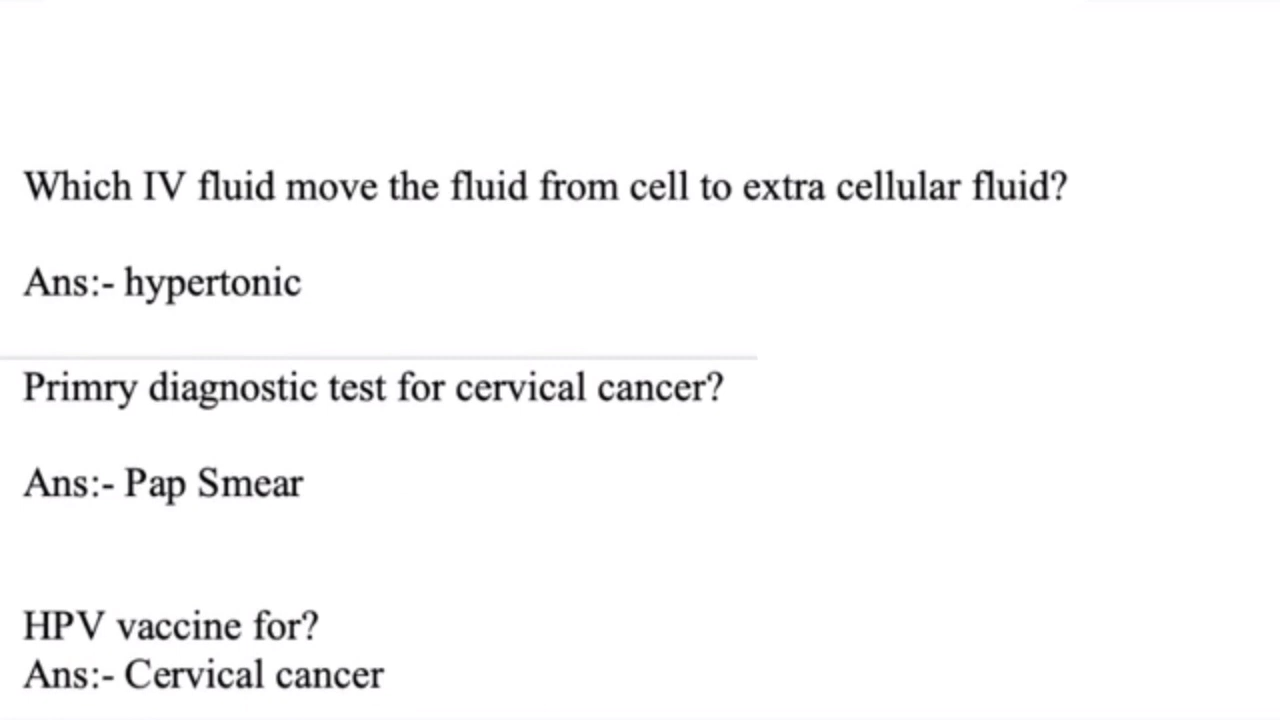 Which IV fluid move the fluid from cell to extra cellular fluid?
Ans:- hypertonic
Primry diagnostic test for cervical cancer?
Ans:- Pap Smear
HPV vaccine for?
Ans:- Cervical cancer